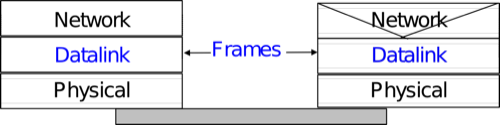 Network Network
Datalink Frames Datalink
Physical Physical